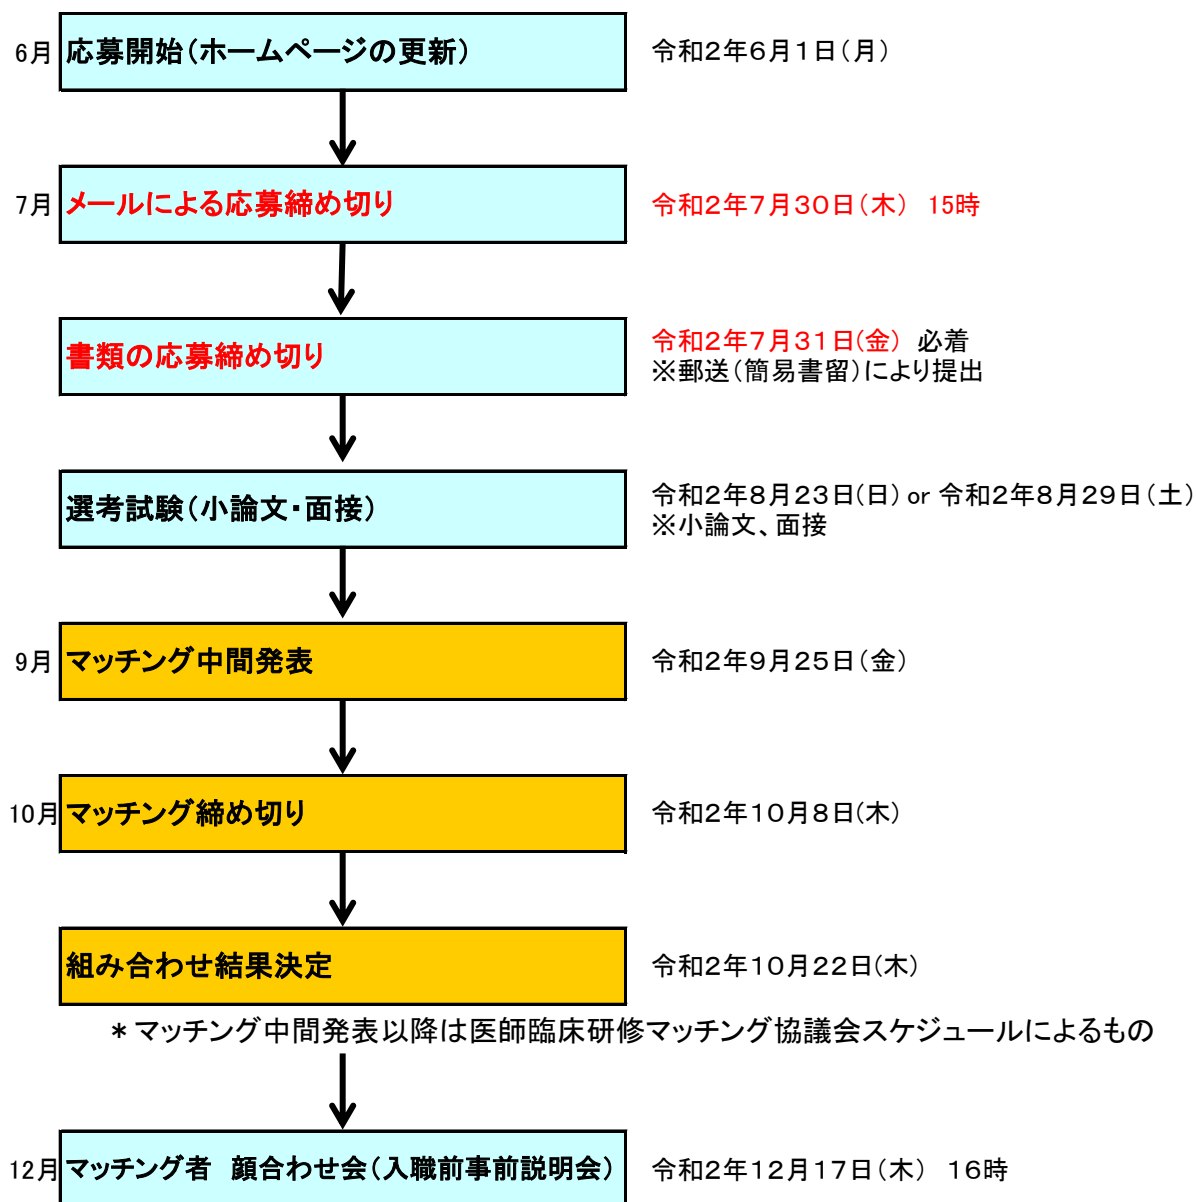 6月 応募開始（ホームページの更新） 令和２年６月１日（月）
7月 メールによる応募締め切り 令和２年７月３０日（木） 15時
書類の応募締め切り 令和２年７月３１日(金) 必着
※郵送（簡易書留）により提出
選考試験（小論文・面接） 令和２年８月２３日(日) or 令和２年８月２９日（土）
※小論文、面接
9月 マッチング中間発表 令和２年９月２５日（金）
10月 マッチング締め切り 令和２年１０月８日(木)
組み合わせ結果決定 令和２年１０月２２日(木)
＊マッチング中間発表以降は医師臨床研修マッチング協議会スケジュールによるもの
12月 マッチング者　顔合わせ会（入職前事前説明会） 令和２年１２月１７日（木） １６時